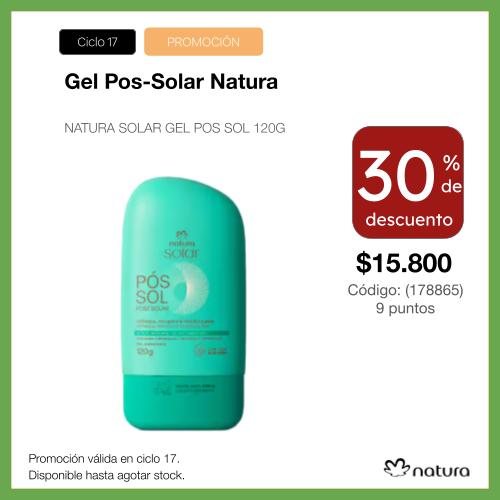 Ciclo 17
PROMOCIÓN
Gel Pos-Solar Natura
NATURA SOLAR GEL POS SOL 120G
30%
de
descuento
$15.800
Código: (178865)
9 puntos
natura
solar
PÓS
SOL
120g
Promoción válida en ciclo 17.
Disponible hasta agotar stock.
natura